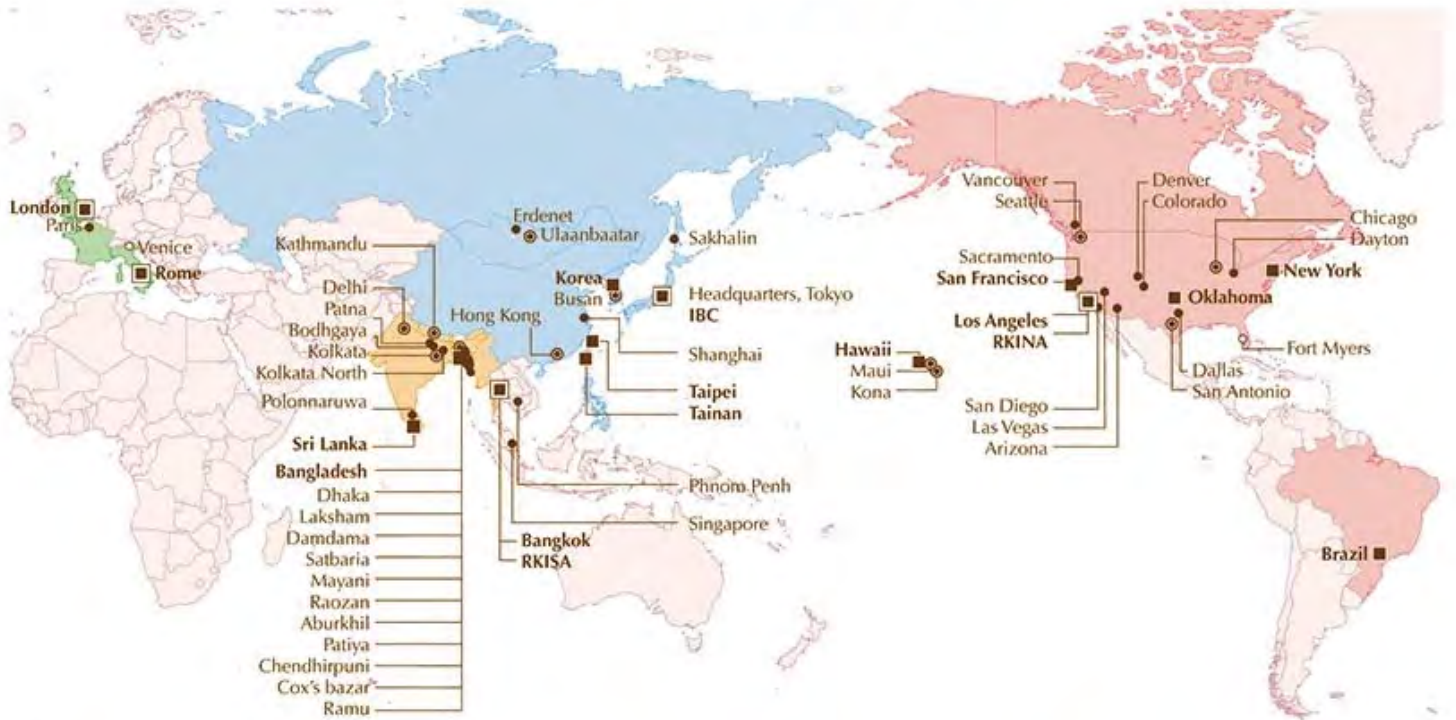 London
Paris
Venice
Rome
Kathmandu
Delhi
Patna
Bodhgaya
Kolkata
Kolkata North
Polonnaruwa
Sri Lanka
Bangladesh
Dhaka
Laksham
Damdama
Satbaria
Mayani
Raozan
Aburkhil
Patiya
Chendhirpuni
Cox's bazar
Ramu
Erdenet
Ulaanbaatar
Sakhalin
Korea
Busan
Hong Kong
Headquarters, Tokyo
IBC
Shanghai
Taipei
Tainan
Phnom Penh
Singapore
Bangkok
RKISA
Vancouver
Seattle
Sacramento
San Francisco
Los Angeles
RKINA
Hawaii
Maui
Kona
San Diego
Las Vegas
Arizona
Denver
Colorado
Chicago
Dayton
New York
Oklahoma
Fort Myers
Dallas
San Antonio
Brazil